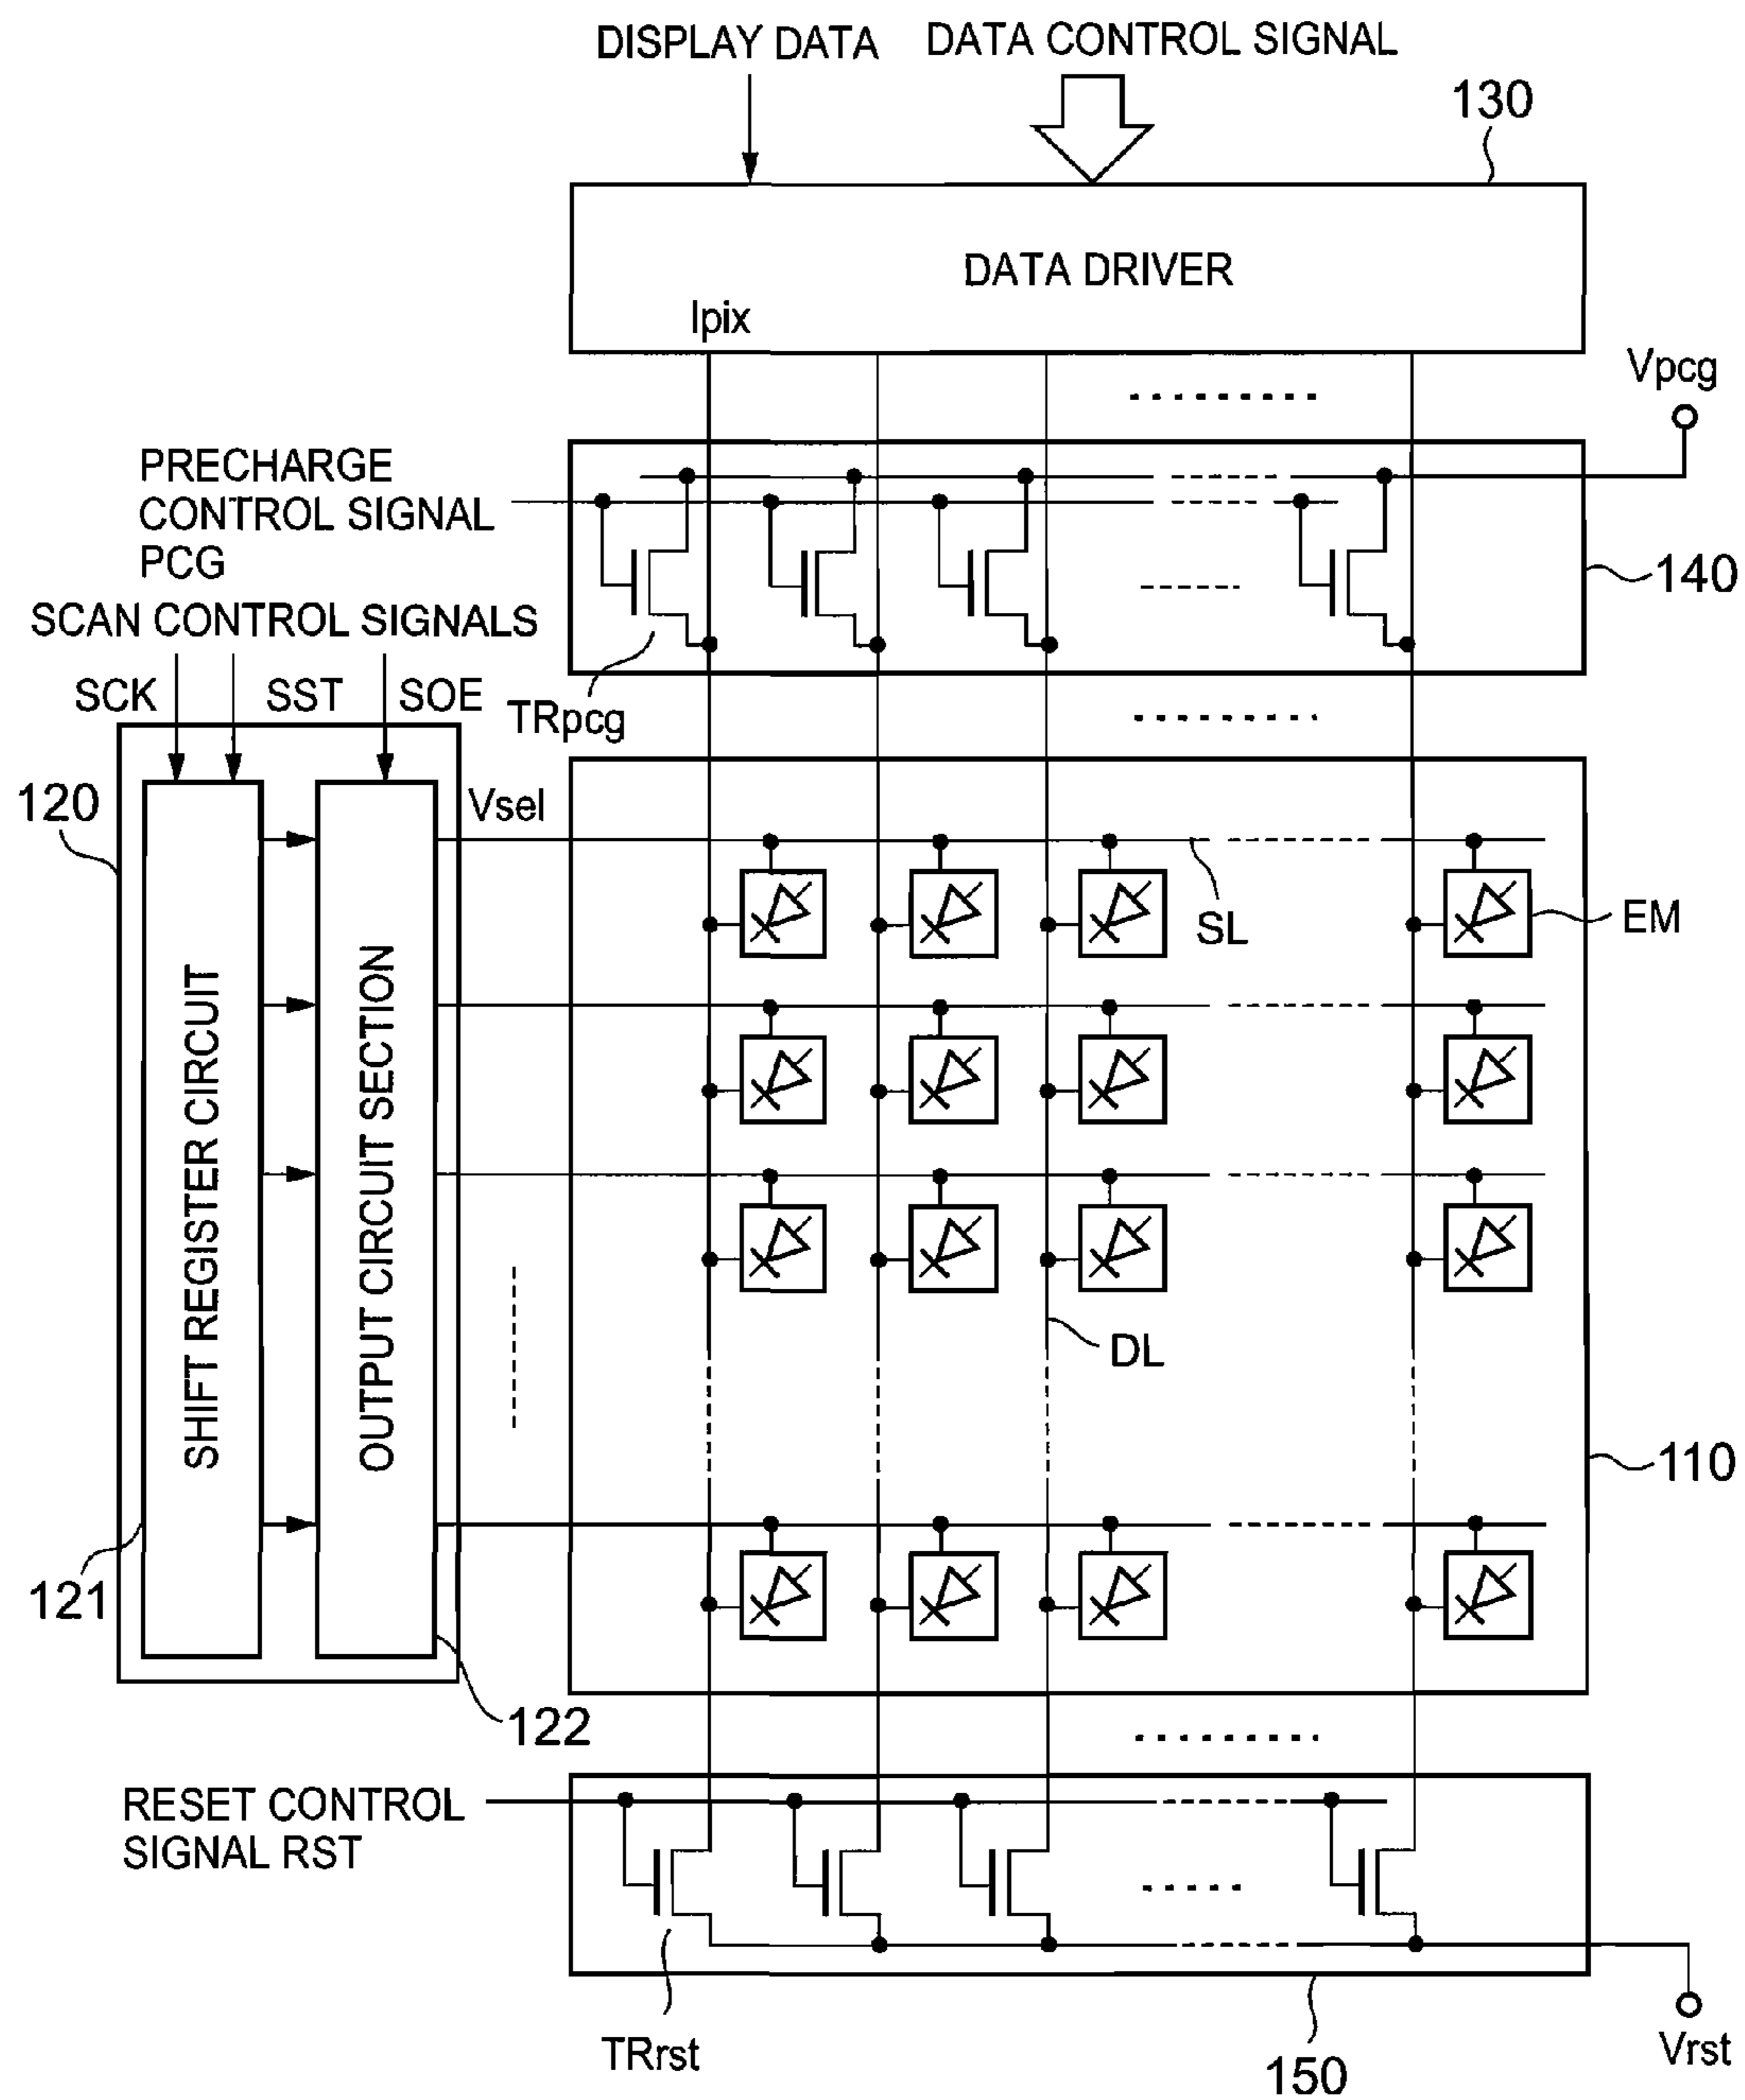 DISPLAY DATA
DATA CONTROL SIGNAL
130
DATA DRIVER
Ipix
Vpcg
PRECHARGE
CONTROL SIGNAL
PCG
140
SCAN CONTROL SIGNALS
SCK
SST
SOE
TRpcg
120
Vsel
SL
EM
SHIFT REGISTER CIRCUIT
OUTPUT CIRCUIT SECTION
DL
110
121
122
RESET CONTROL
SIGNAL RST
TRrst
150
Vrst